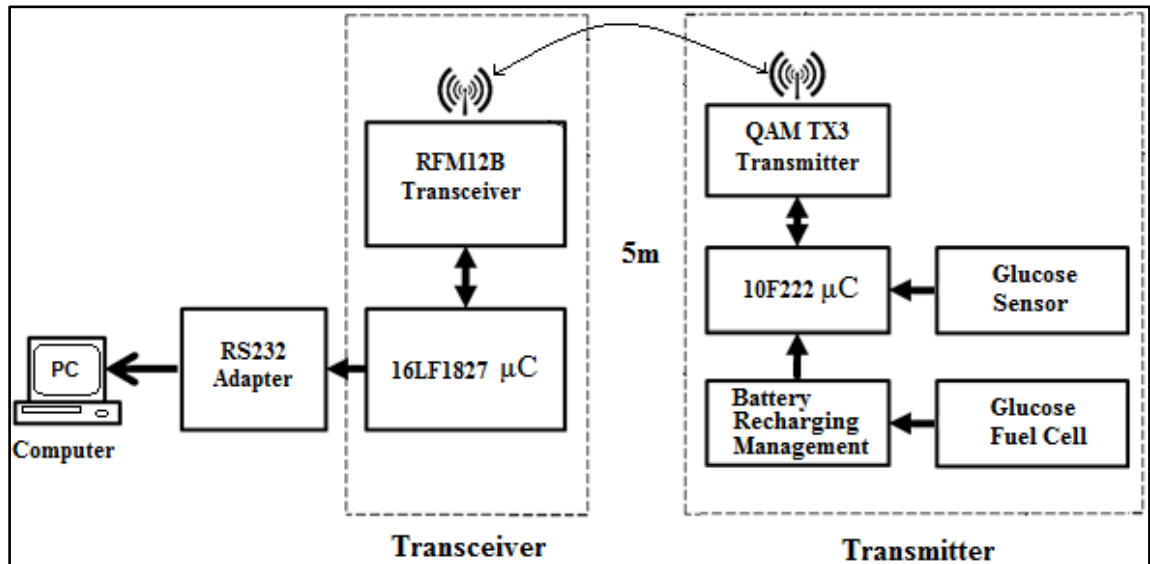 RFM12B
Transceiver
QAM TX3
Transmitter
5m
10F222 μC
Glucose
Sensor
PC
Computer
RS232
Adapter
16LF1827 μC
Battery
Recharging
Management
Glucose
Fuel Cell
Transceiver
Transmitter